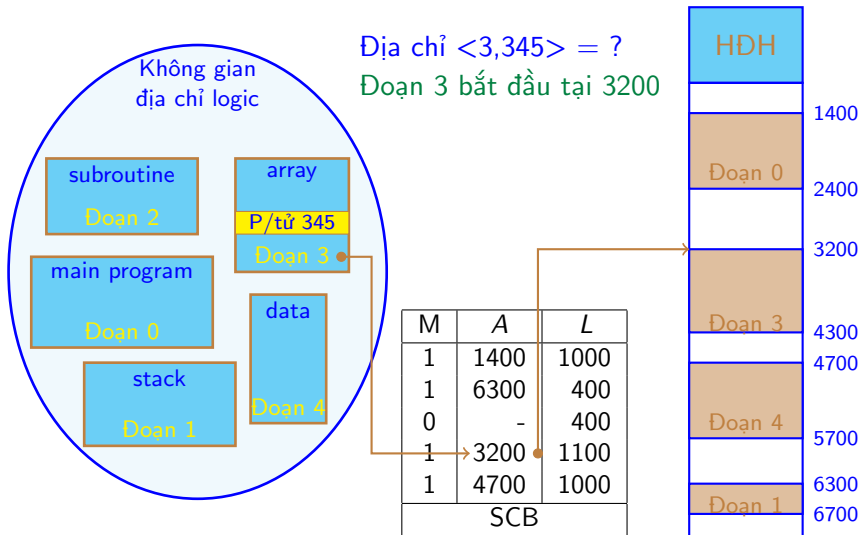 Địa chỉ <3,345> = ?
Đoạn 3 bắt đầu tại 3200
Không gian
địa chỉ logic
subroutine
Đoạn 2
array
P/tử 345
Đoạn 3
main program
Đoạn 0
data
Đoạn 4
stack
Đoạn 1
M A L
1 1400 1000
1 6300 400
0 - 400
1 3200 1100
1 4700 1000
SCB
HĐH
1400
Đoạn 0
2400
3200
Đoạn 3
4300
4700
Đoạn 4
5700
6300
Đoạn 1
6700